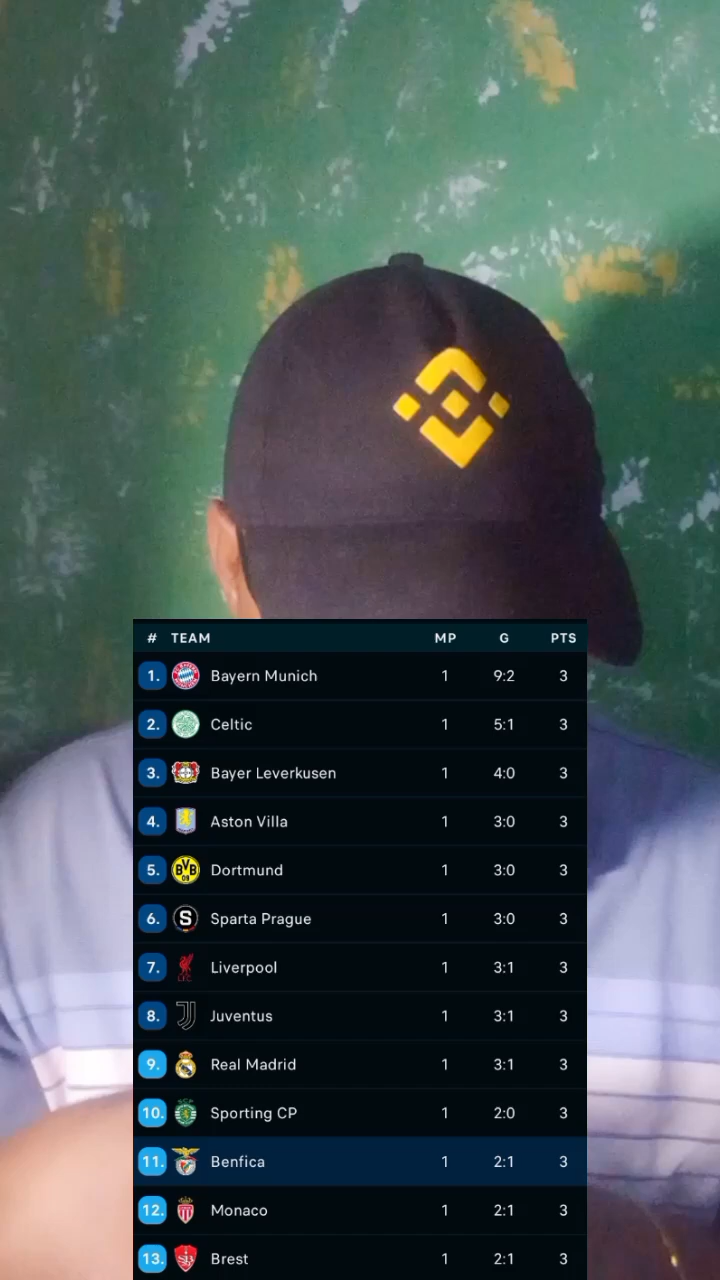 # TEAM MP G PTS
1. Bayern Munich 1 9:2 3
2. Celtic 1 5:1 3
3. Bayer Leverkusen 1 4:0 3
4. Aston Villa 1 3:0 3
5. Dortmund 1 3:0 3
6. Sparta Prague 1 3:0 3
7. Liverpool 1 3:1 3
8. Juventus 1 3:1 3
9. Real Madrid 1 3:1 3
10. Sporting CP 1 2:0 3
11. Benfica 1 2:1 3
12. Monaco 1 2:1 3
13. Brest 1 2:1 3